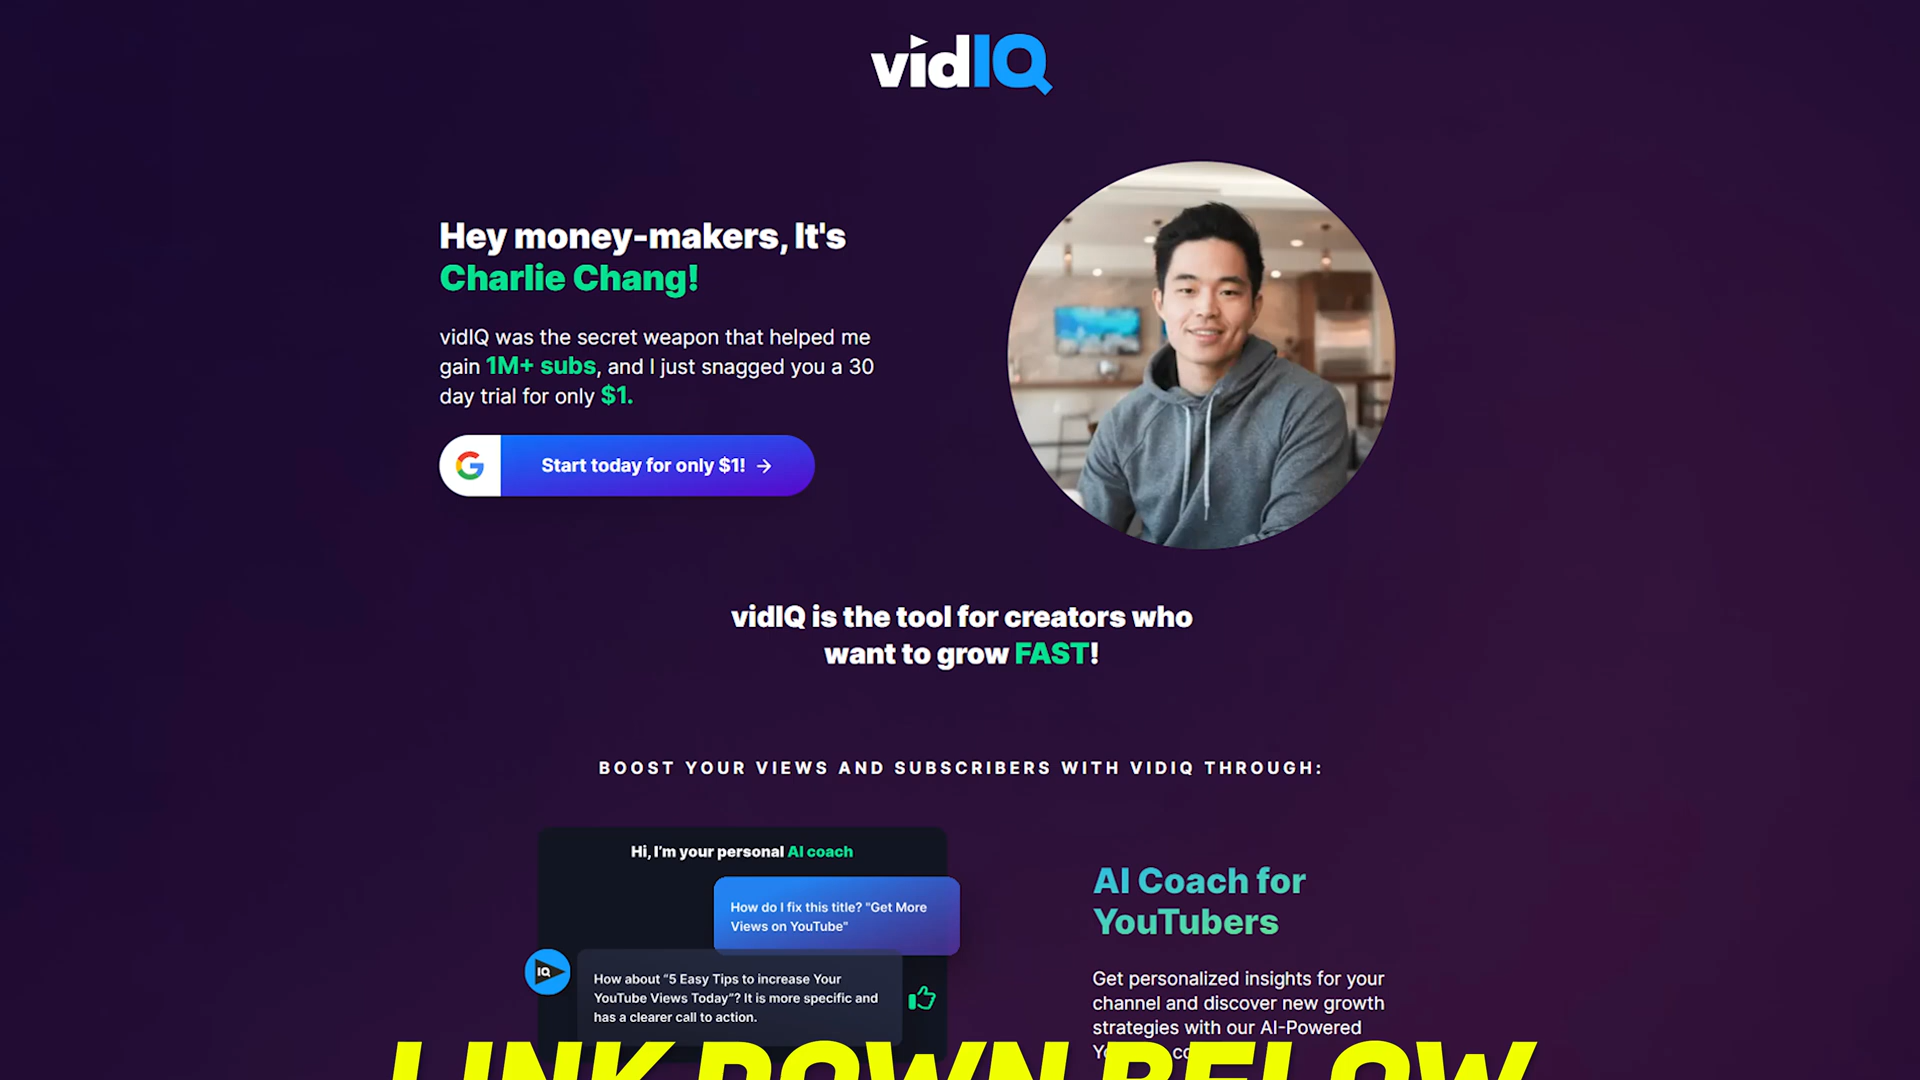 vidIQ
Hey money-makers, It's
Charlie Chang!
vidIQ was the secret weapon that helped me
gain 1M+ subs, and I just snagged you a 30
day trial for only $1.
Start today for only $1! →
vidIQ is the tool for creators who
want to grow FAST!
BOOST YOUR VIEWS AND SUBSCRIBERS WITH VIDIQ THROUGH:
Hi, I'm your personal AI coach
How do I fix this title? "Get More
Views on YouTube"
IQ
How about “5 Easy Tips to increase Your
YouTube Views Today”? It is more specific and
has a clearer call to action.
AI Coach for
YouTubers
Get personalized insights for your
channel and discover new growth
strategies with our AI-Powered
LINK DOWN BELOW